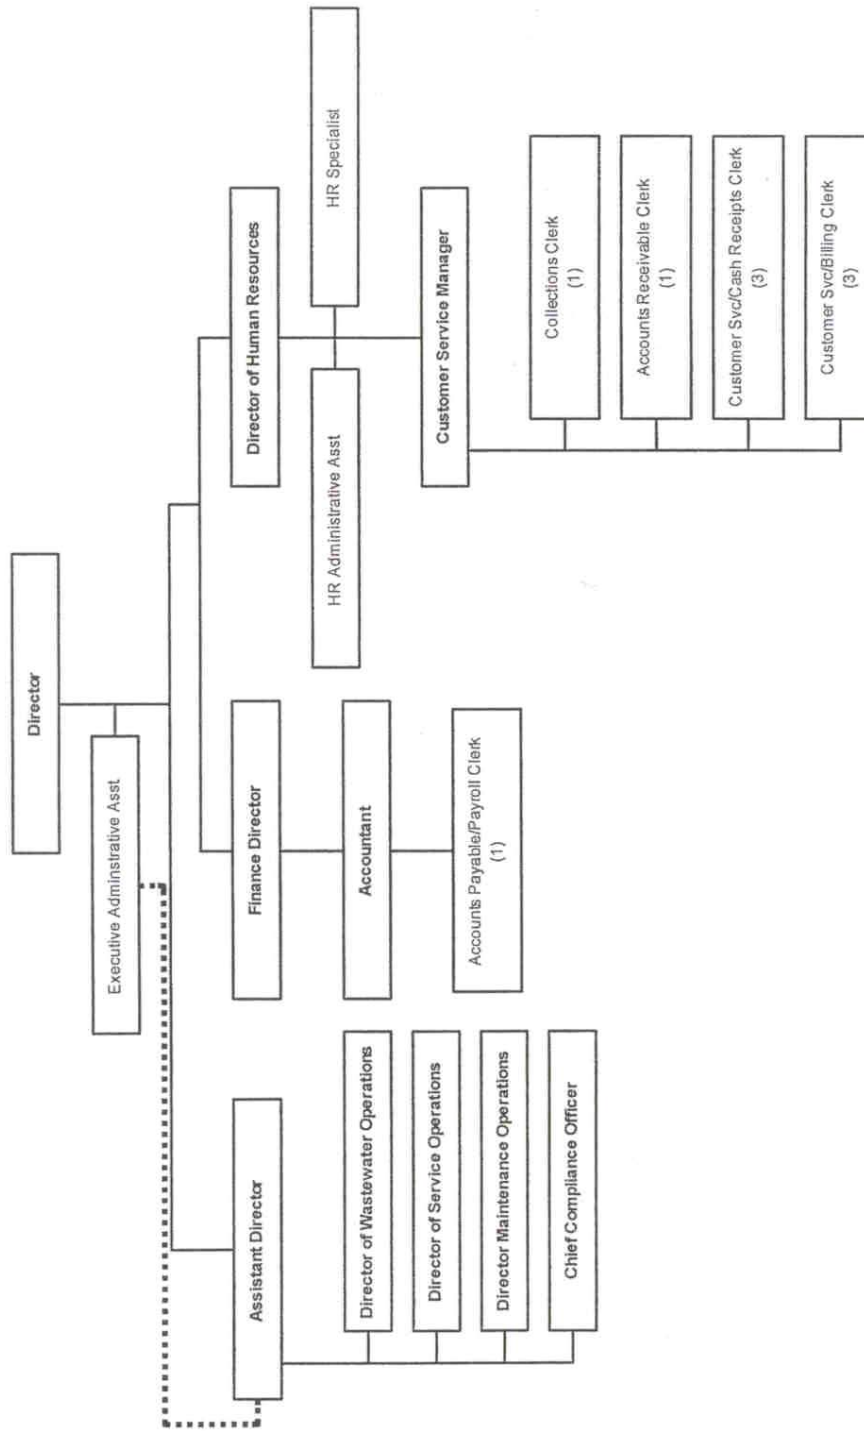 Director
Executive Adminstrative Asst
Assistant Director
Finance Director
Director of Human Resources
Director of Wastewater Operations
Director of Service Operations
Director Maintenance Operations
Chief Compliance Officer
Accountant
Accounts Payable/Payroll Clerk
(1)
HR Administrative Asst
HR Specialist
Customer Service Manager
Collections Clerk
(1)
Accounts Receivable Clerk
(1)
Customer Svc/Cash Receipts Clerk
(3)
Customer Svc/Billing Clerk
(3)